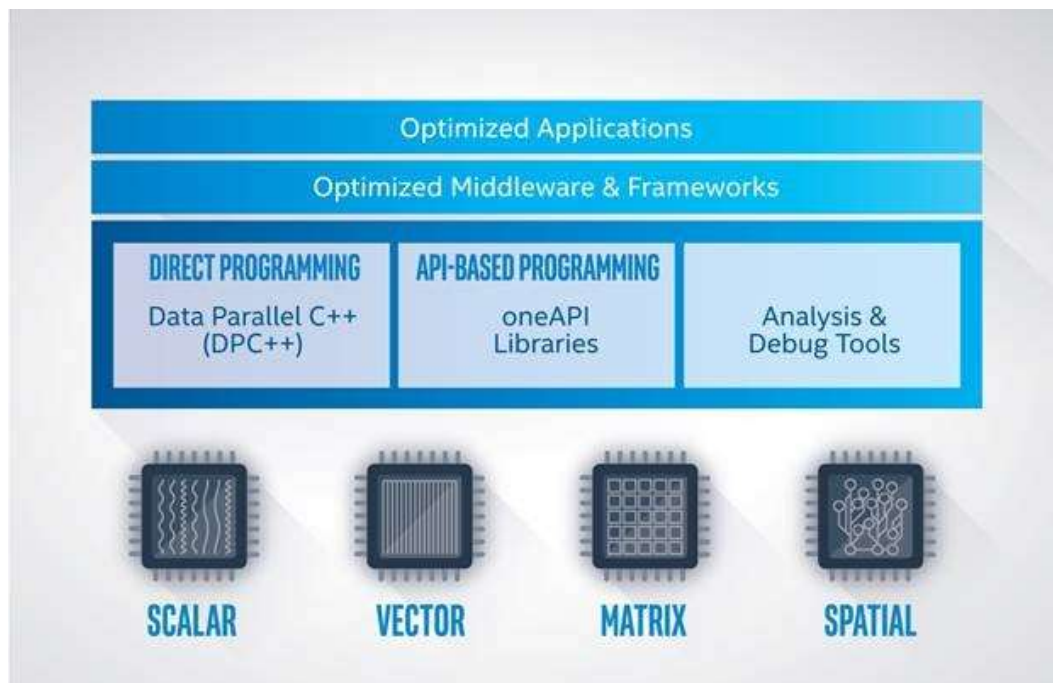 Optimized Applications
Optimized Middleware & Frameworks
DIRECT PROGRAMMING
Data Parallel C++
(DPC++)
API-BASED PROGRAMMING
oneAPI
Libraries
Analysis &
Debug Tools
SCALAR
VECTOR
MATRIX
SPATIAL